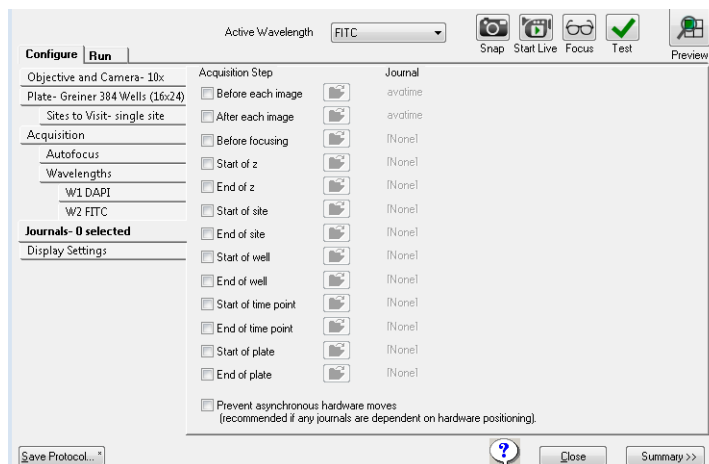 Active Wavelength FITC
Snap Start Live Focus Test Preview
Configure Run
Objective and Camera- 10x
Plate- Greiner 384 Wells (16x24)
Sites to Visit- single site
Acquisition
Autofocus
Wavelengths
W1 DAPI
W2 FITC
Journals- 0 selected
Display Settings
Acquisition Step Journal
Before each image avatime
After each image avatime
Before focusing [None]
Start of z [None]
End of z [None]
Start of site [None]
End of site [None]
Start of well [None]
End of well [None]
Start of time point [None]
End of time point [None]
Start of plate [None]
End of plate [None]
Prevent asynchronous hardware moves
(recommended if any journals are dependent on hardware positioning).
Save Protocol... * ? Close Summary >>